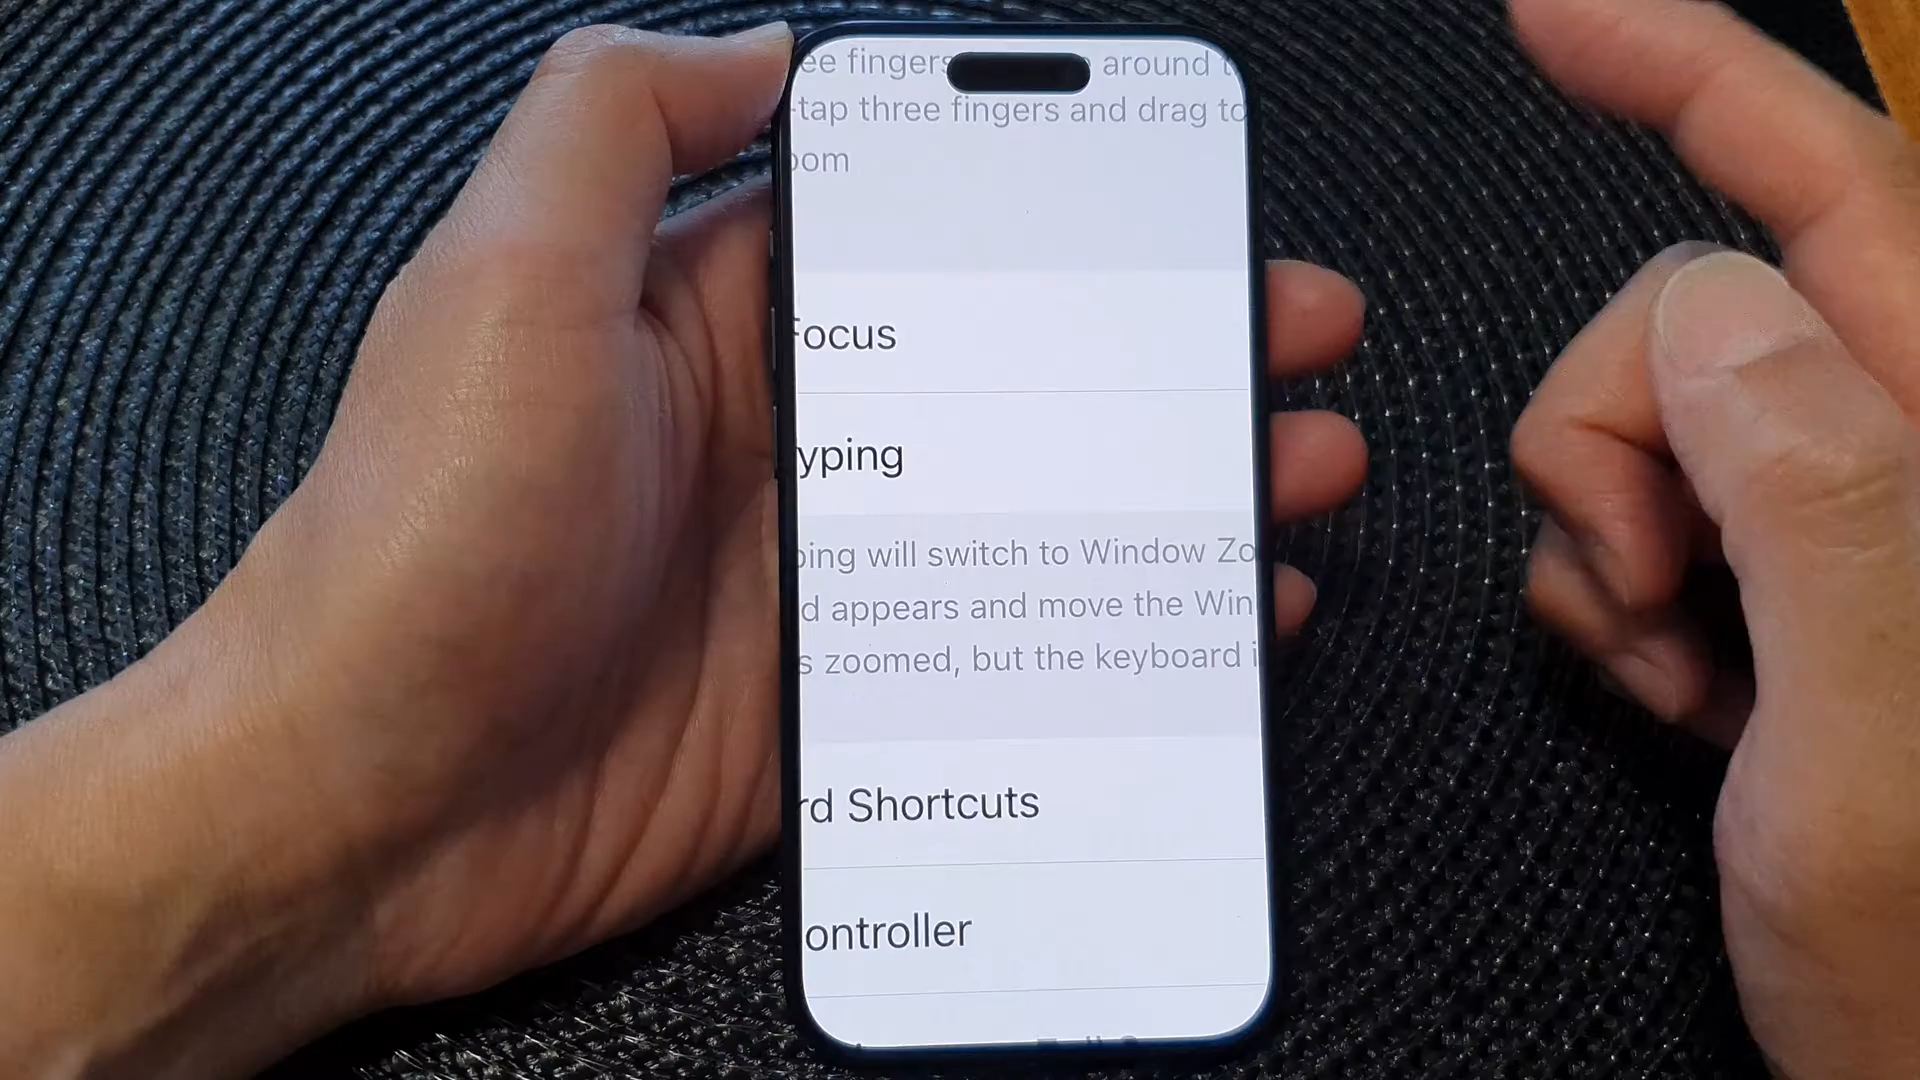 ee fingers around t
-tap three fingers and drag to
oom
Focus
yping
ping will switch to Window Zo
d appears and move the Win
s zoomed, but the keyboard i
rd Shortcuts
ontroller